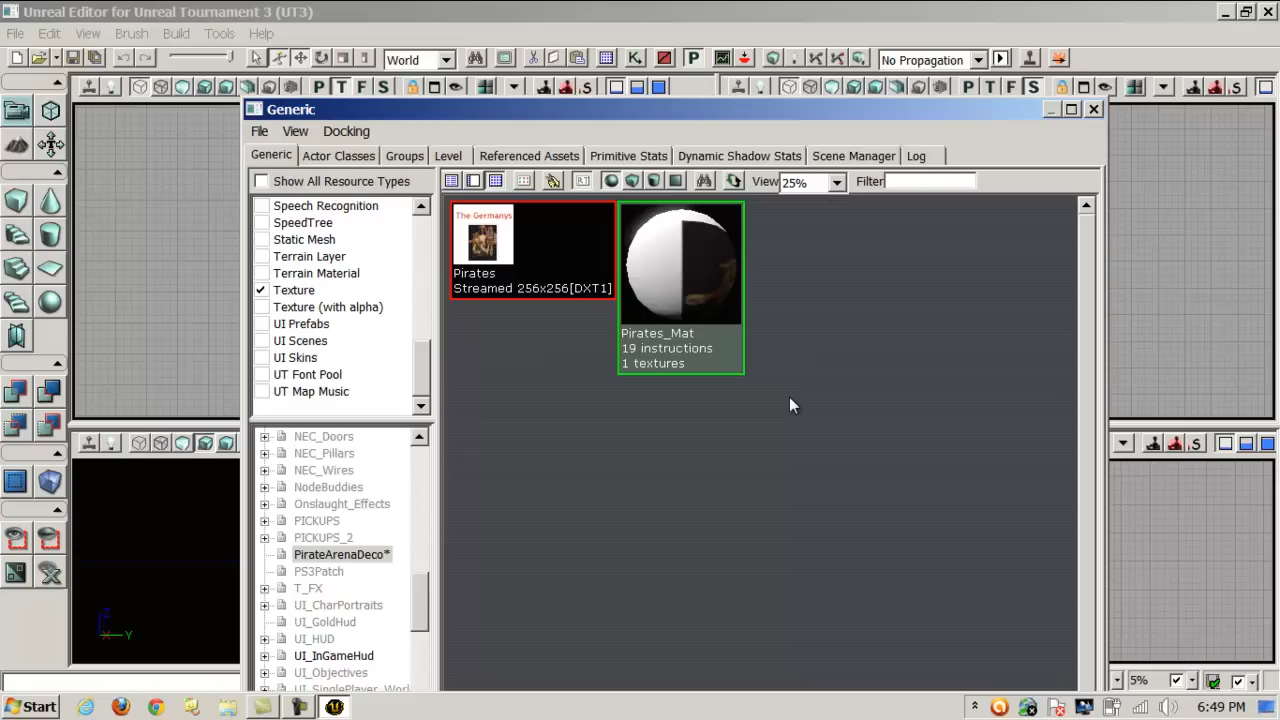 Unreal Editor for Unreal Tournament 3 (UT3)
File Edit View Brush Build Tools Help
World
P
No Propagation
P T F S
S
P T F S
S
Generic
File View Docking
Generic Actor Classes Groups Level Referenced Assets Primitive Stats Dynamic Shadow Stats Scene Manager Log
Show All Resource Types
View 25% Filter
Speech Recognition
SpeedTree
Static Mesh
Terrain Layer
Terrain Material
Texture
Texture (with alpha)
UI Prefabs
UI Scenes
UI Skins
UT Font Pool
UT Map Music
The Germanys
Pirates
Streamed 256x256[DXT1]
Pirates_Mat
19 instructions
1 textures
NEC_Doors
NEC_Pillars
NEC_Wires
NodeBuddies
Onslaught_Effects
PICKUPS
PICKUPS_2
PirateArenaDeco*
PS3Patch
T_FX
UI_CharPortraits
UI_GoldHud
UI_HUD
UI_InGameHud
UI_Objectives
UI_SinglePlayer_Worl
Z
X Y
S
5%
Start
6:49 PM